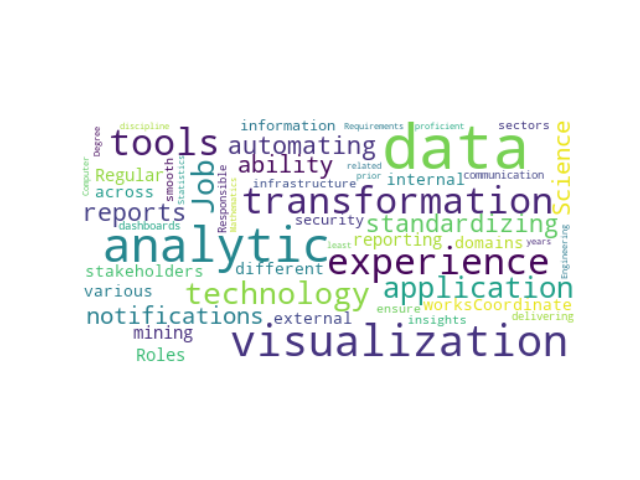 discipline
information
Requirements
proficient
sectors
Degree
tools
automating
data
Science
Computer
Regular
smooth
Statistics
Job
ability
related
prior
internal
communication
across
Responsible
Mathematics
infrastructure
transformation
reports
dashboards
security
standardizing
analytic
least
reporting
domains
years
Engineering
stakeholders
different
experience
various
technology
application
notifications
external
ensure
worksCoordinate
insights
delivering
mining
visualization
Roles